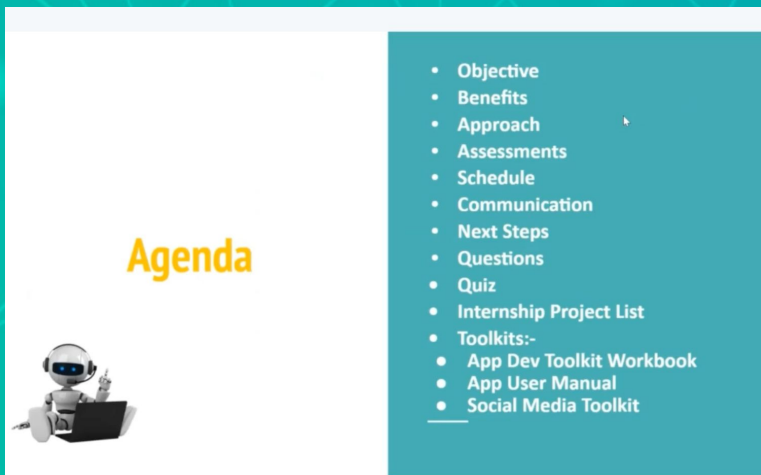 Agenda
• Objective
• Benefits
• Approach
• Assessments
• Schedule
• Communication
• Next Steps
• Questions
• Quiz
• Internship Project List
• Toolkits:-
• App Dev Toolkit Workbook
• App User Manual
• Social Media Toolkit